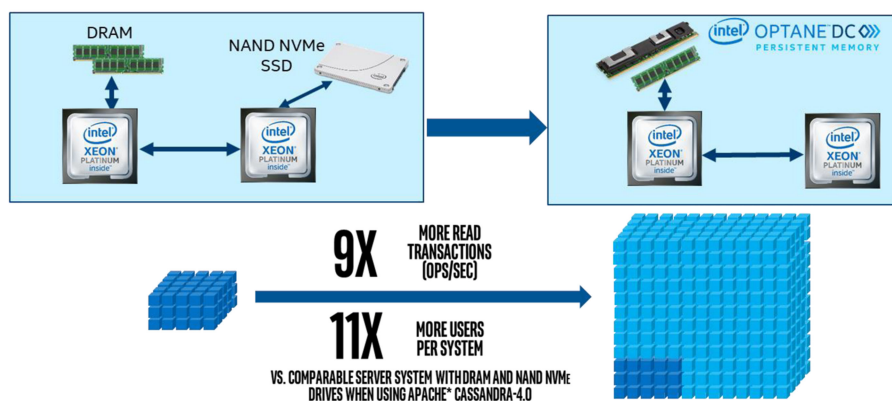 DRAM
NAND NVMe
SSD
intel
XEON
PLATINUM
inside
intel
XEON
PLATINUM
inside
intel OPTANE DC
PERSISTENT MEMORY
intel
XEON
PLATINUM
inside
intel
XEON
PLATINUM
inside
9X
MORE READ
TRANSACTIONS
(OPS/SEC)
11X
MORE USERS
PER SYSTEM
VS. COMPARABLE SERVER SYSTEM WITH DRAM AND NAND NVMe
DRIVES WHEN USING APACHE* CASSANDRA-4.0